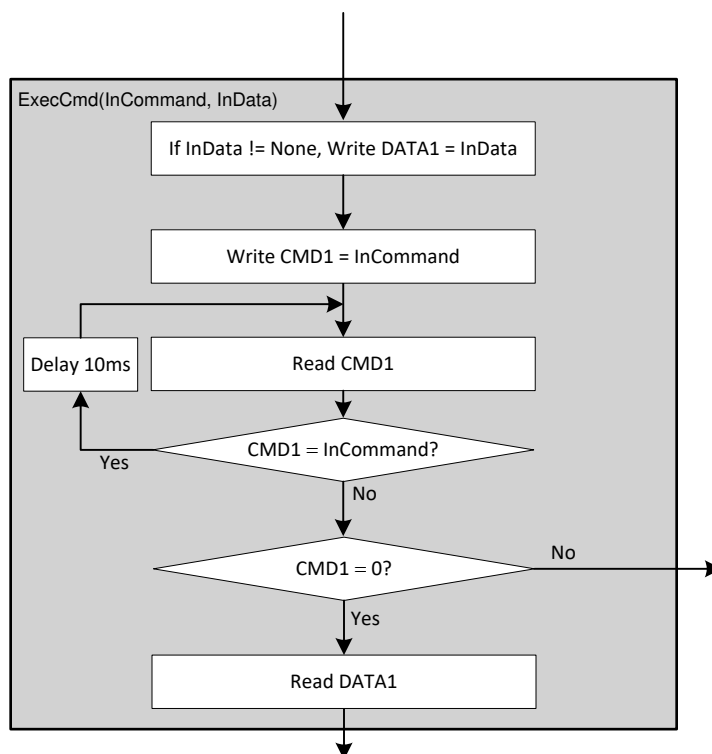 ExecCmd(InCommand, InData)
If InData != None, Write DATA1 = InData
Write CMD1 = InCommand
Delay 10ms
Read CMD1
CMD1 = InCommand?
Yes
No
CMD1 = 0?
No
Yes
Read DATA1